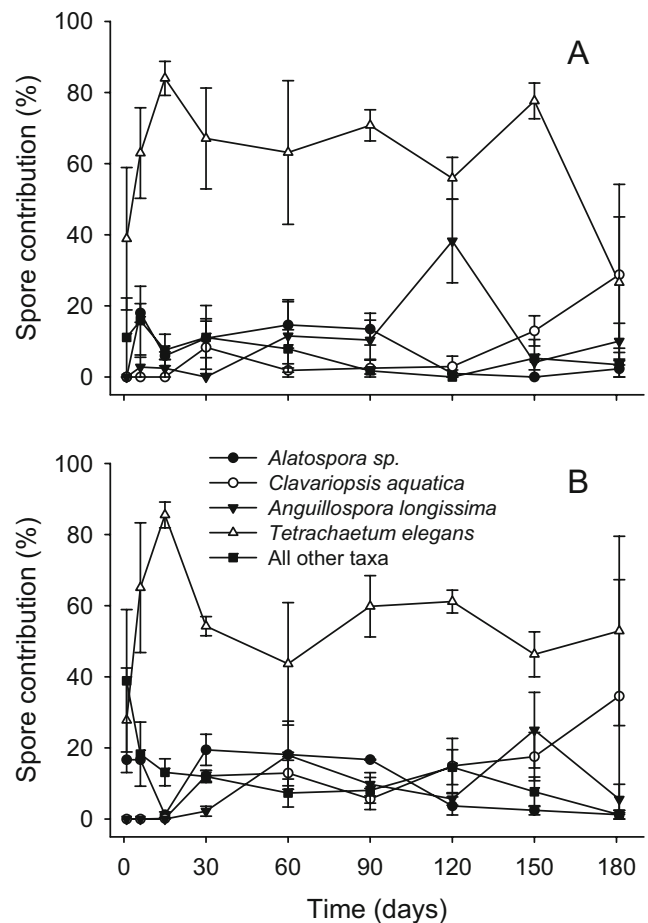 A
100
80
60
40
20
0
Spore contribution (%)
B
Alatospora sp.
Clavariopsis aquatica
Anguillospora longissima
Tetrachaetum elegans
All other taxa
100
80
60
40
20
0
Spore contribution (%)
0 30 60 90 120 150 180
Time (days)